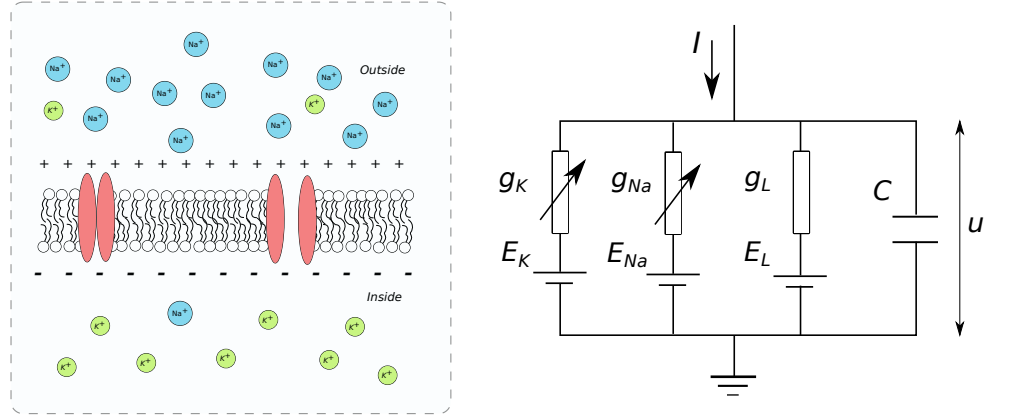 Na+
Na+ Na+
Na+ Outside
Na+ Na+
Na+ Na+
K+ K+ Na+
Na+ Na+
Na+ Na+
+ + + + + + + + + + + + + + + +
- - - - - - - - - - - - -
Inside
Na+
K+ K+ K+
K+ K+ K+ K+
K+
I
gK gNa gL
C
u
EK ENa EL